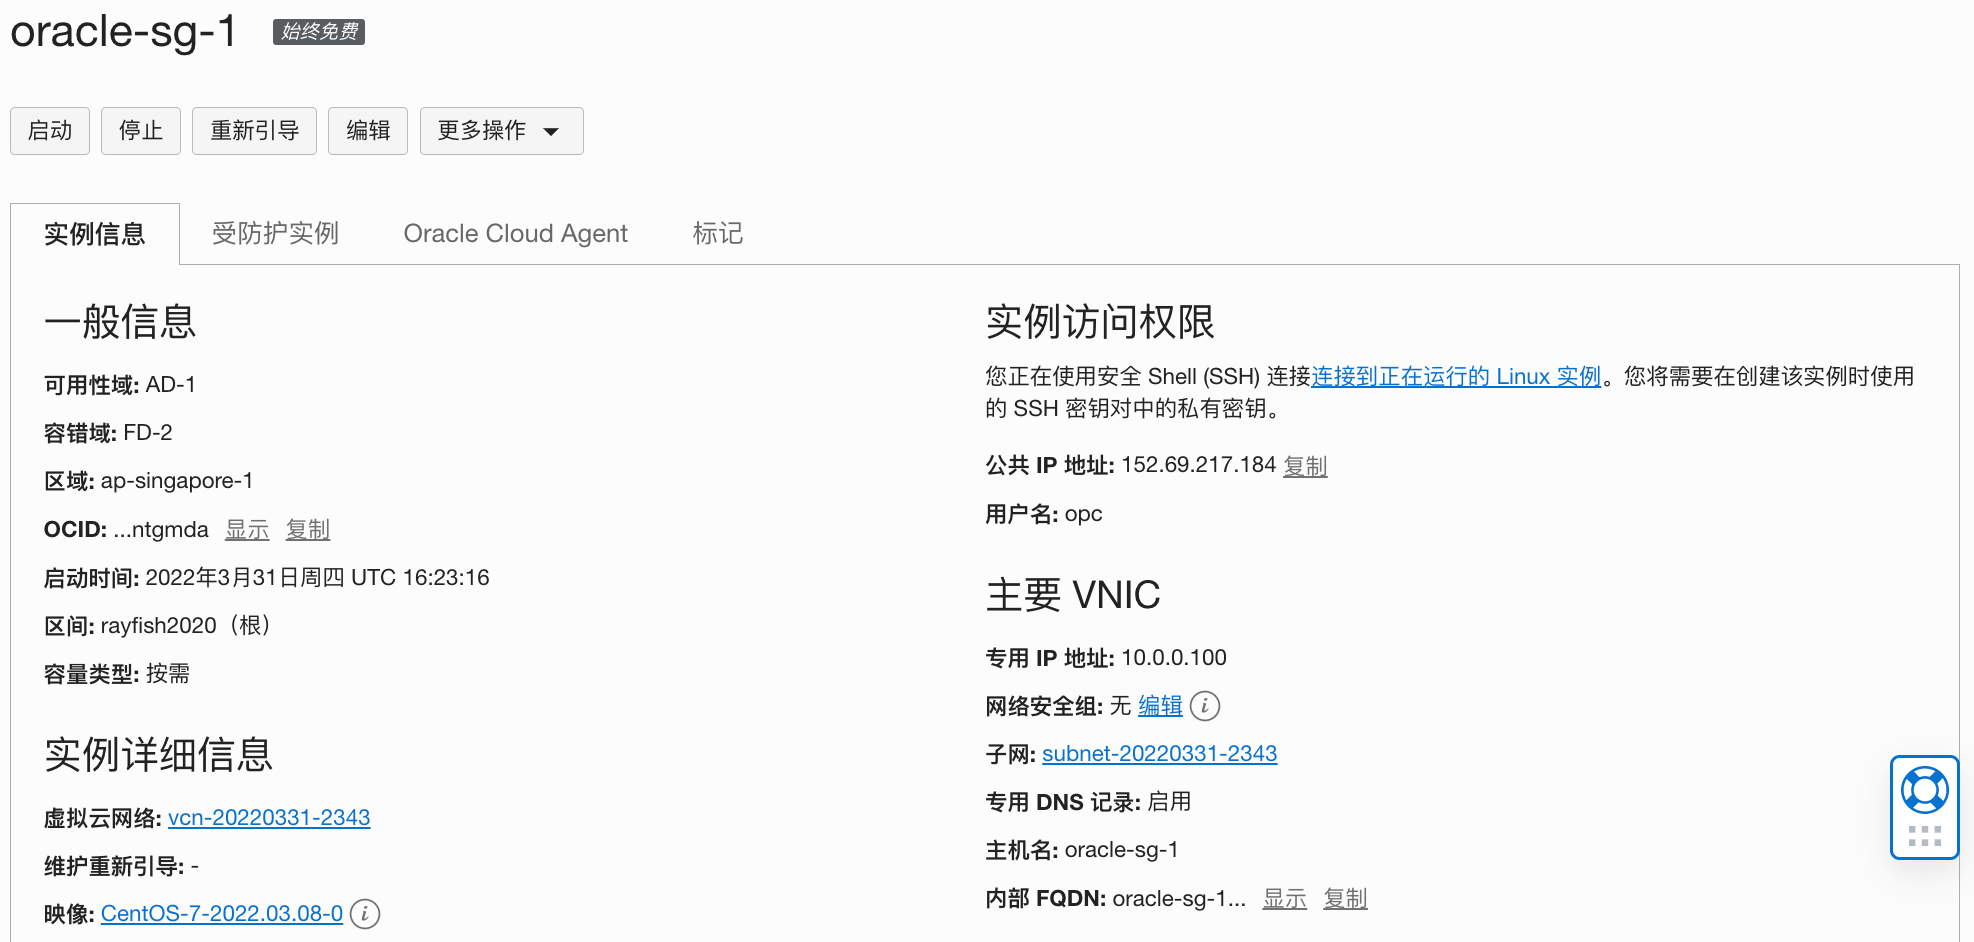 oracle-sg-1 始终免费
启动 停止 重新引导 编辑 更多操作
实例信息 受防护实例 Oracle Cloud Agent 标记
一般信息
可用性域: AD-1
容错域: FD-2
区域: ap-singapore-1
OCID: ...ntgmda 显示 复制
启动时间: 2022年3月31日周四 UTC 16:23:16
区间: rayfish2020（根）
容量类型: 按需
实例详细信息
虚拟云网络: vcn-20220331-2343
维护重新引导: -
映像: CentOS-7-2022.03.08-0
实例访问权限
您正在使用安全 Shell (SSH) 连接连接到正在运行的 Linux 实例。您将需要在创建该实例时使用
的 SSH 密钥对中的私有密钥。
公共 IP 地址: 152.69.217.184 复制
用户名: opc
主要 VNIC
专用 IP 地址: 10.0.0.100
网络安全组: 无 编辑
子网: subnet-20220331-2343
专用 DNS 记录: 启用
主机名: oracle-sg-1
内部 FQDN: oracle-sg-1... 显示 复制